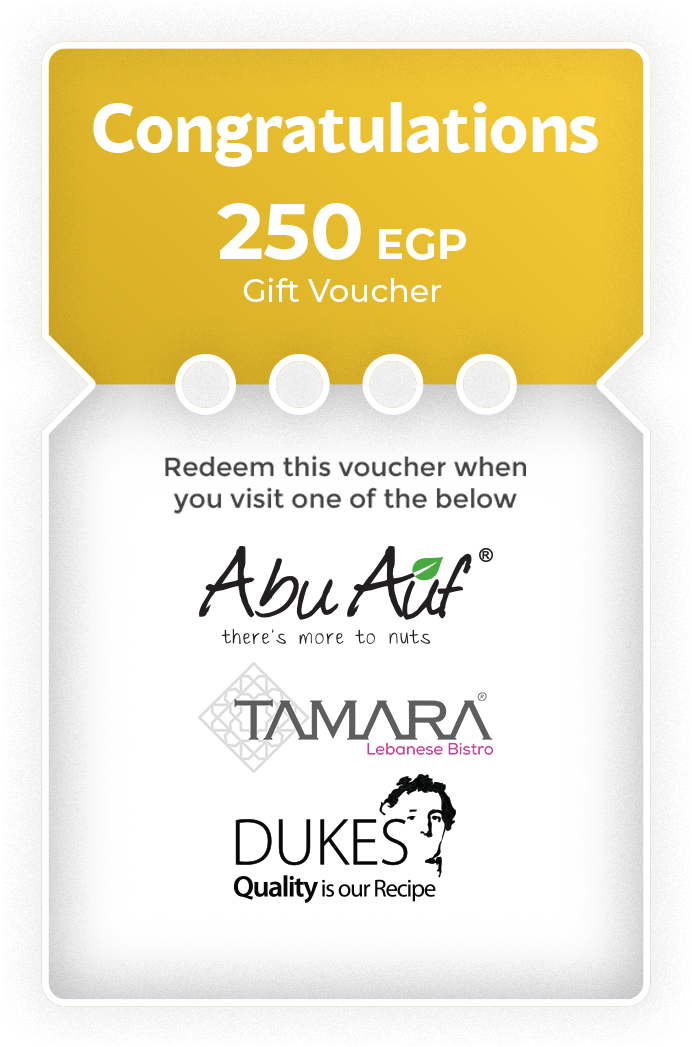 Congratulations
250 EGP
Gift Voucher
Redeem this voucher when
you visit one of the below
Abu Auf ®
there's more to nuts
TAMARA ®
Lebanese Bistro
DUKES
Quality is our Recipe